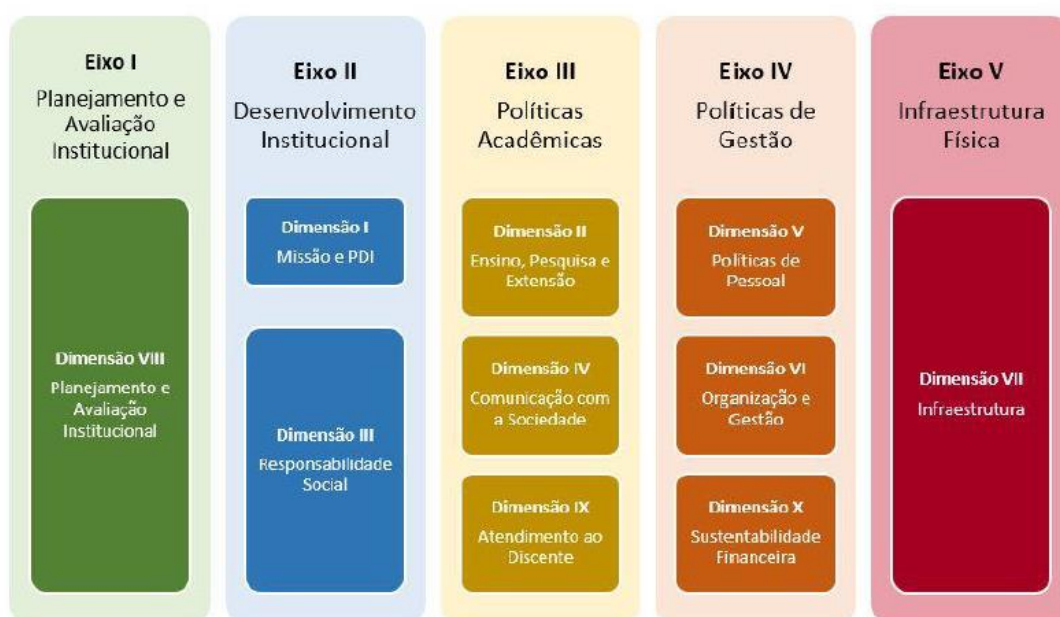 Eixo I
Planejamento e
Avaliação
Institucional
Dimensão VIII
Planejamento e
Avaliação
Institucional
Eixo II
Desenvolvimento
Institucional
Dimensão I
Missão e PDI
Dimensão III
Responsabilidade
Social
Eixo III
Políticas
Acadêmicas
Dimensão II
Ensino, Pesquisa e
Extensão
Dimensão IV
Comunicação com
a Sociedade
Dimensão IX
Atendimento ao
Discente
Eixo IV
Políticas de
Gestão
Dimensão V
Políticas de
Pessoal
Dimensão VI
Organização e
Gestão
Dimensão X
Sustentabilidade
Financeira
Eixo V
Infraestrutura
Física
Dimensão VII
Infraestrutura